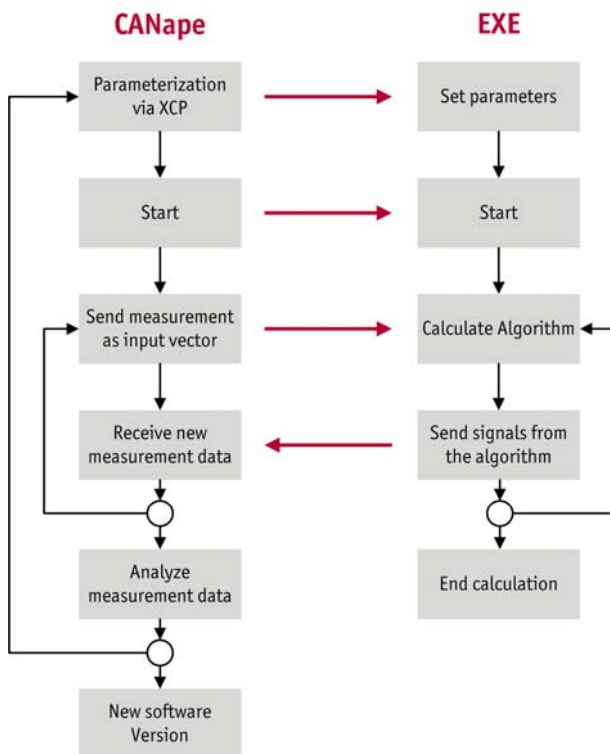 CANape
EXE
Parameterization
via XCP
Set parameters
Start
Start
Send measurement
as input vector
Calculate Algorithm
Receive new
measurement data
Send signals from
the algorithm
Analyze
measurement data
End calculation
New software
Version